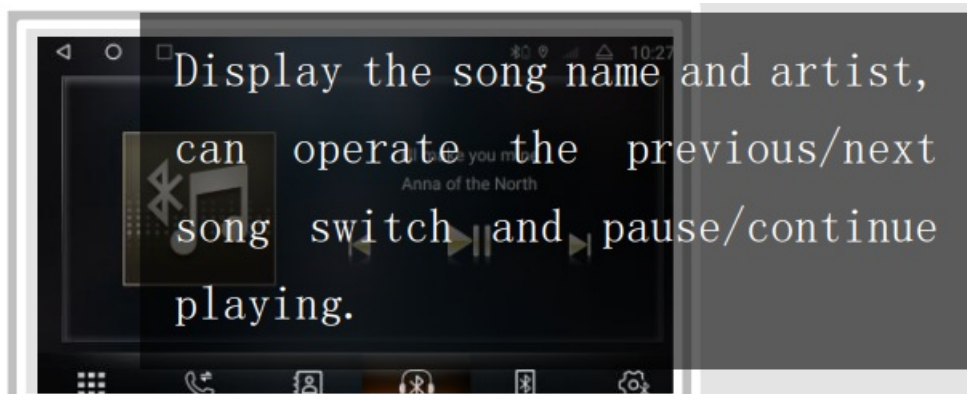 10:27
Display the song name and artist,
can operate the previous/next
Anna of the North
song switch and pause/continue
playing.